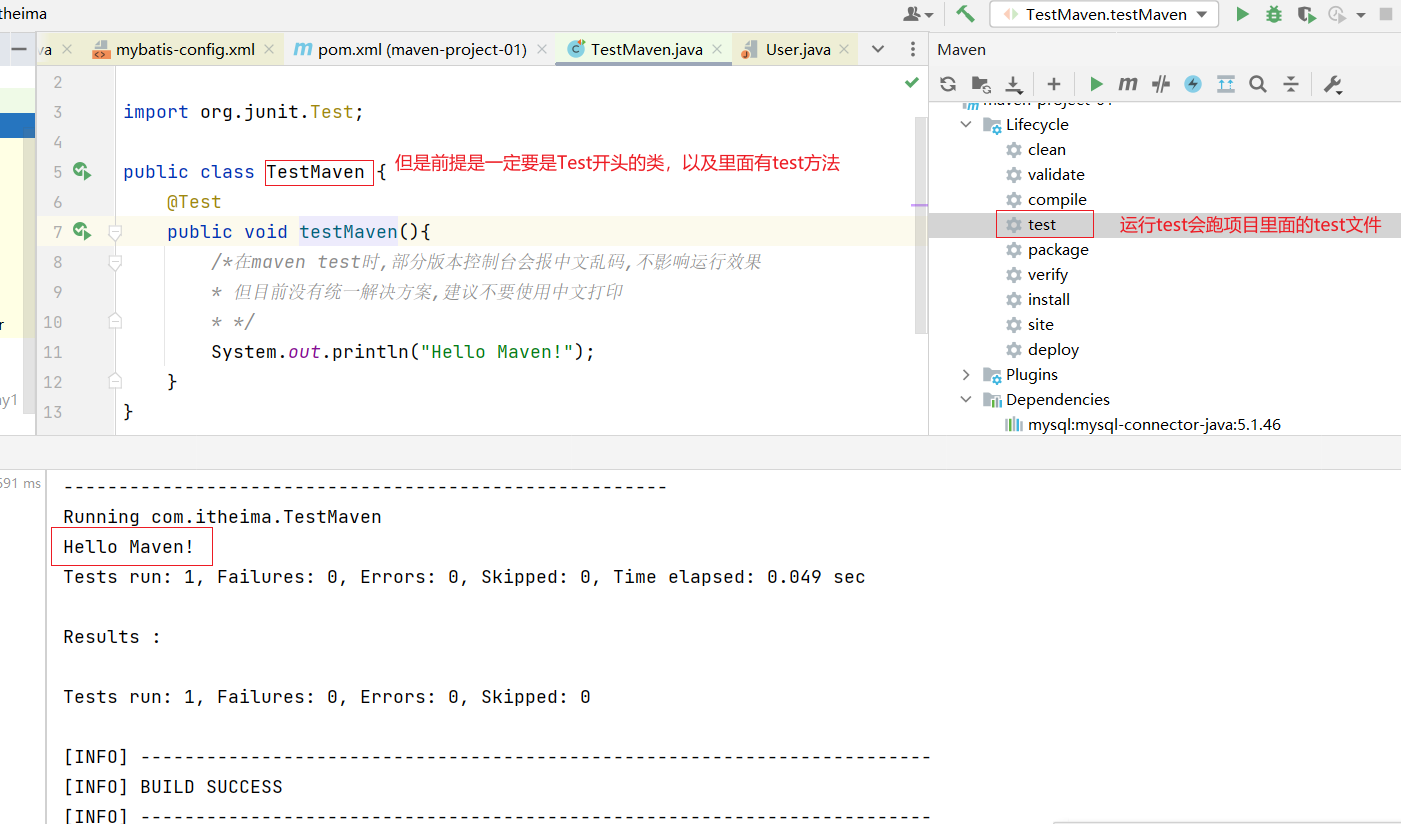 theima
TestMaven.testMaven
va
mybatis-config.xml
pom.xml (maven-project-01)
TestMaven.java
User.java
Maven
2
3 import org.junit.Test;
4
5 public class TestMaven { 但是前提是一定要是Test开头的类，以及里面有test方法
6 @Test
7 public void testMaven(){
8 /*在maven test时,部分版本控制台会报中文乱码,不影响运行效果
9 * 但目前没有统一解决方案,建议不要使用中文打印
10 * */
11 System.out.println("Hello Maven!");
12 }
13 }
r
y1
maven-project-01
Lifecycle
clean
validate
compile
test 运行test会跑项目里面的test文件
package
verify
install
site
deploy
Plugins
Dependencies
mysql:mysql-connector-java:5.1.46
591 ms
-------------------------------------------------------
Running com.itheima.TestMaven
Hello Maven!
Tests run: 1, Failures: 0, Errors: 0, Skipped: 0, Time elapsed: 0.049 sec
Results :
Tests run: 1, Failures: 0, Errors: 0, Skipped: 0
[INFO] ------------------------------------------------------------------------
[INFO] BUILD SUCCESS
[INFO] ------------------------------------------------------------------------